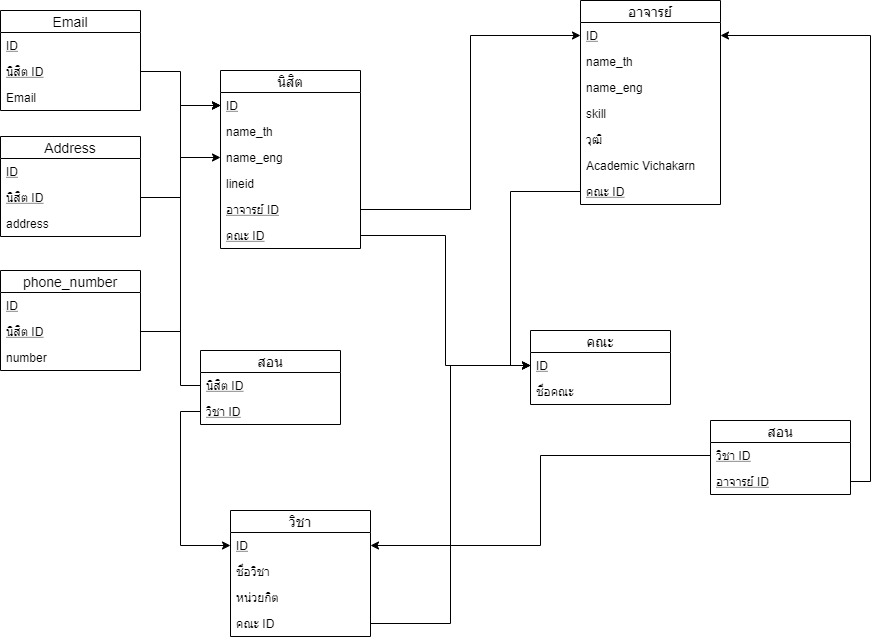 Email
ID
นิสิต ID
Email
Address
ID
นิสิต ID
address
phone_number
ID
นิสิต ID
number
นิสิต
ID
name_th
name_eng
lineid
อาจารย์ ID
คณะ ID
สอน
นิสิต ID
วิชา ID
วิชา
ID
ชื่อวิชา
หน่วยกิต
คณะ ID
อาจารย์
ID
name_th
name_eng
skill
วุฒิ
Academic Vichakarn
คณะ ID
คณะ
ID
ชื่อคณะ
สอน
วิชา ID
อาจารย์ ID